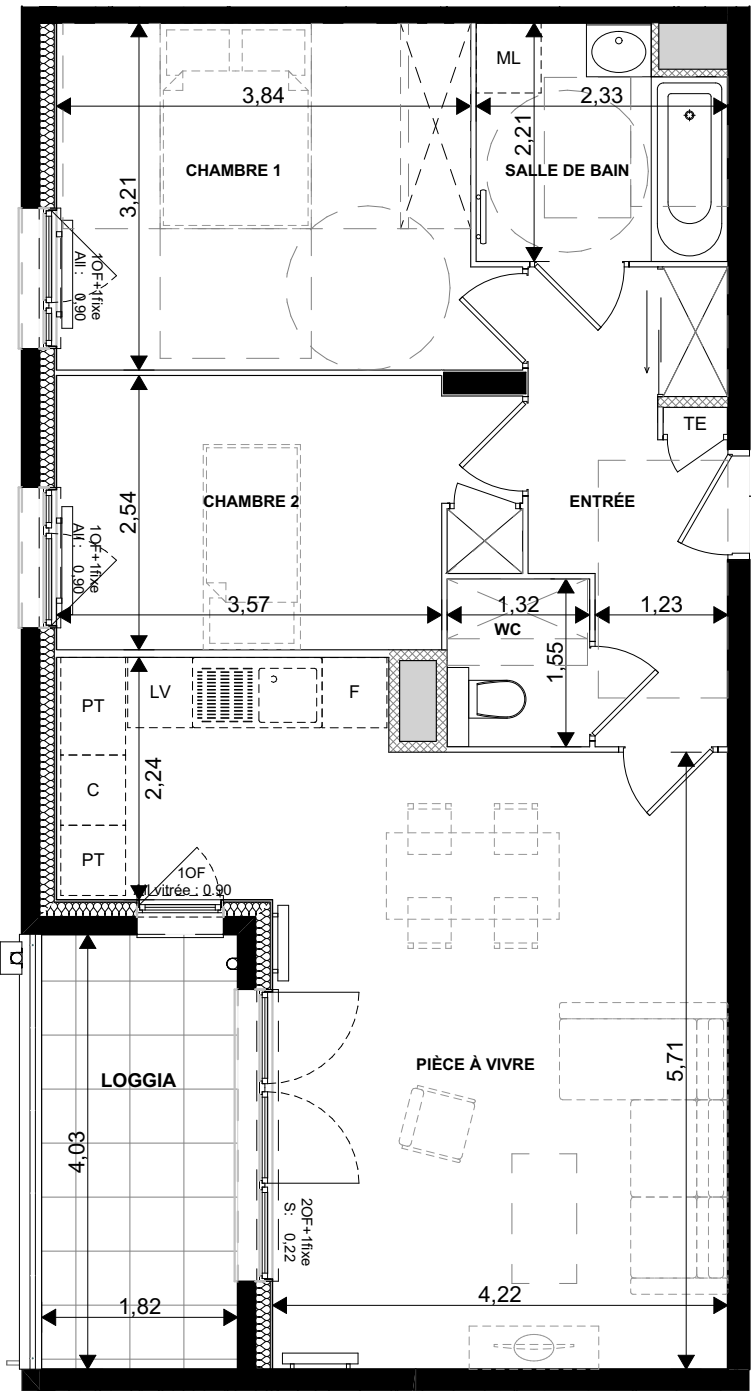 ML
3,84
2,33
2,21
CHAMBRE 1
SALLE DE BAIN
3,21
1OF+1fixe
All : 0,90
TE
CHAMBRE 2
ENTRÉE
2,54
1OF+1fixe
All : 0,90
3,57
1,32
1,23
WC
1,55
PT
LV
F
C
2,24
PT
1OF
vitrée : 0.90
LOGGIA
PIÈCE À VIVRE
5,71
4,03
2OF+1fixe
S: 0,22
1,82
4,22